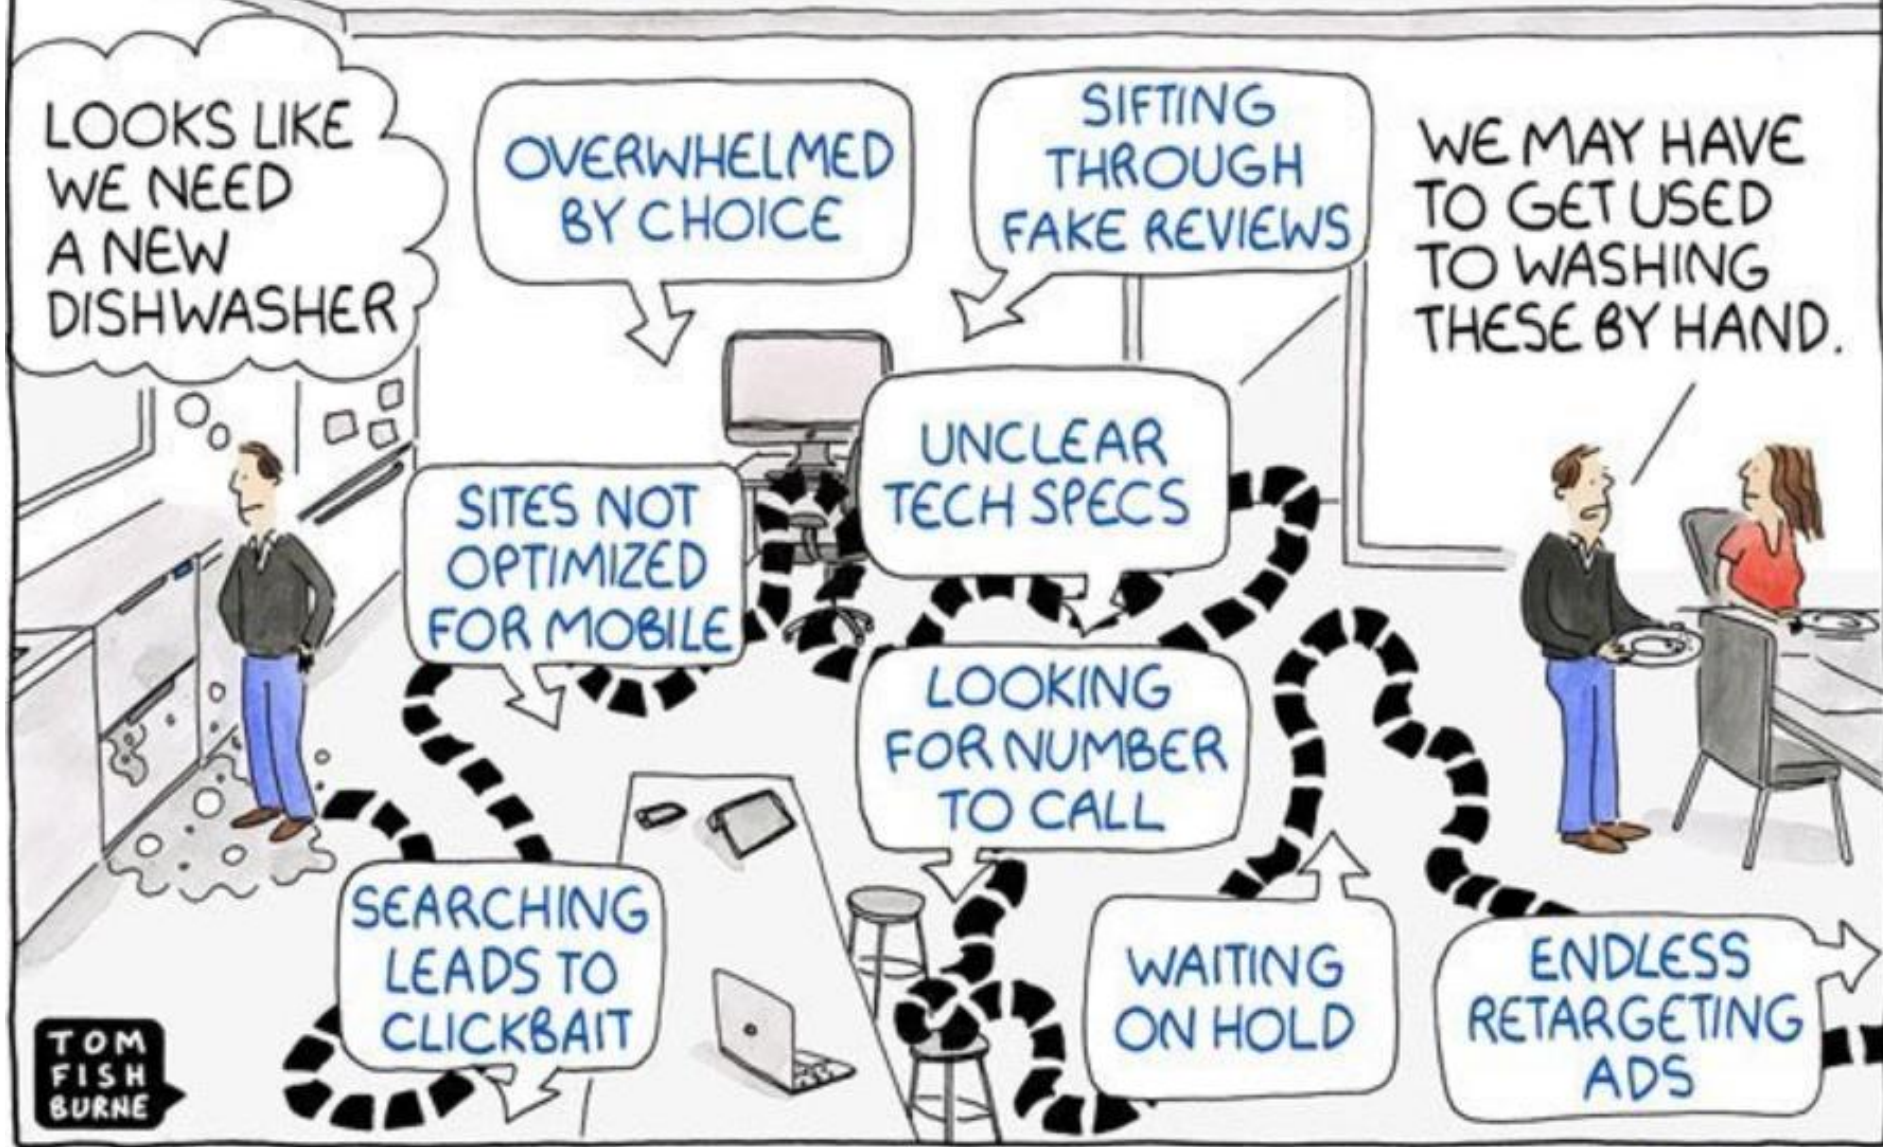 LOOKS LIKE
WE NEED
A NEW
DISHWASHER
SEARCHING
LEADS TO
CLICKBAIT
SITES NOT
OPTIMIZED
FOR MOBILE
OVERWHELMED
BY CHOICE
SIFTING
THROUGH
FAKE REVIEWS
UNCLEAR
TECH SPECS
LOOKING
FOR NUMBER
TO CALL
WAITING
ON HOLD
ENDLESS
RETARGETING
ADS
WE MAY HAVE
TO GET USED
TO WASHING
THESE BY HAND.
TOM
FISH
BURNE